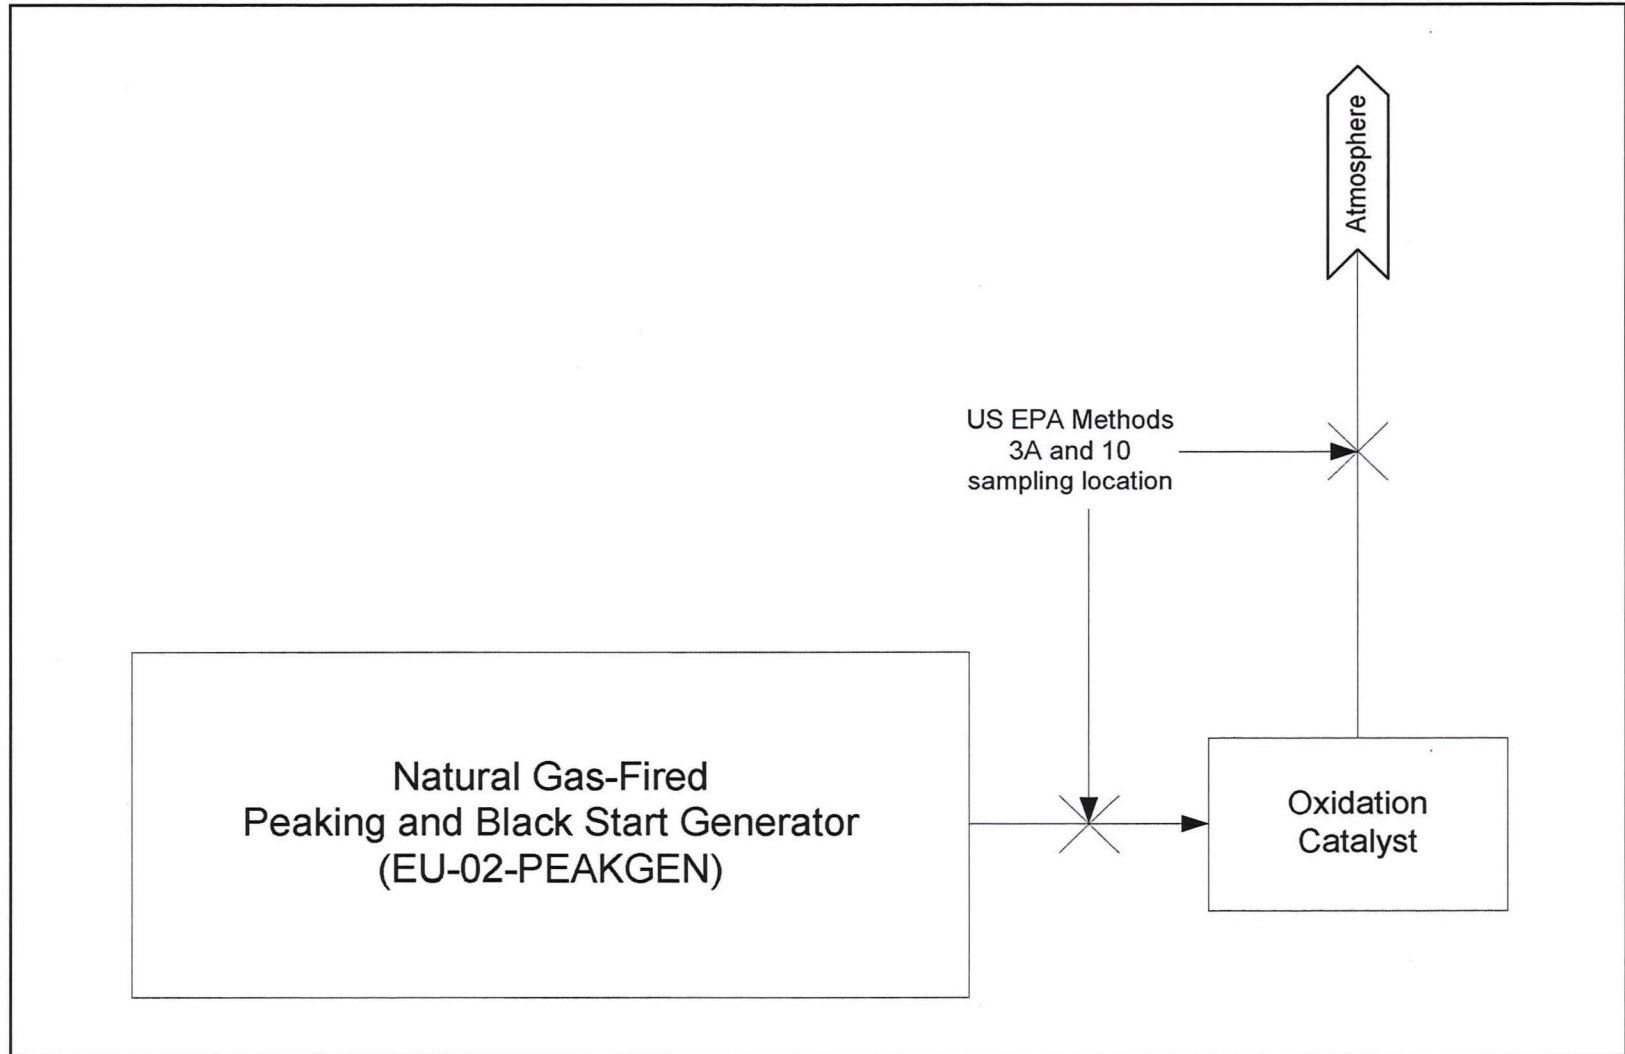 Atmosphere
US EPA Methods
3A and 10
sampling location
Natural Gas-Fired
Peaking and Black Start Generator
(EU-02-PEAKGEN)
Oxidation
Catalyst